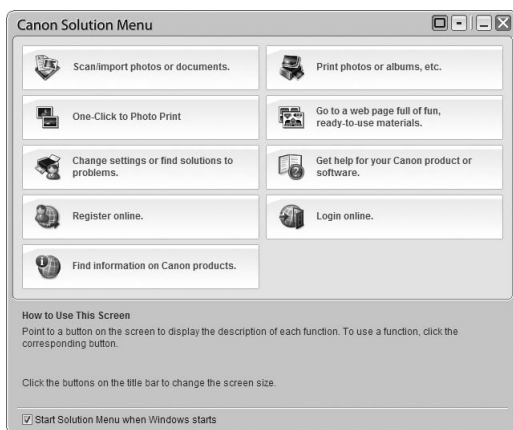 Canon Solution Menu
Scan/import photos or documents.
Print photos or albums, etc.
One-Click to Photo Print
Go to a web page full of fun,
ready-to-use materials.
Change settings or find solutions to
problems.
Get help for your Canon product or
software.
Register online.
Login online.
Find information on Canon products.
How to Use This Screen
Point to a button on the screen to display the description of each function. To use a function, click the
corresponding button.
Click the buttons on the title bar to change the screen size.
Start Solution Menu when Windows starts